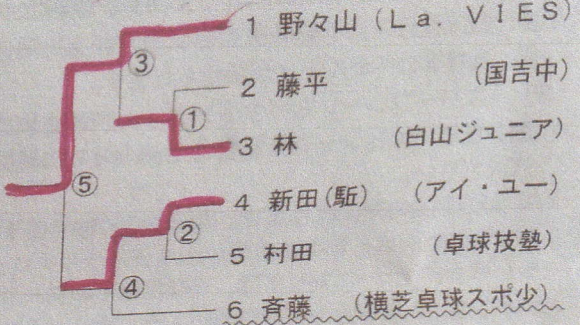 1 野々山 (La. VIES)
③
2 藤平 (国吉中)
①
3 林 (白山ジュニア)
⑤
4 新田(駈) (アイ・ユー)
②
5 村田 (卓球技塾)
④
6 斉藤 (横芝卓球スポ少)